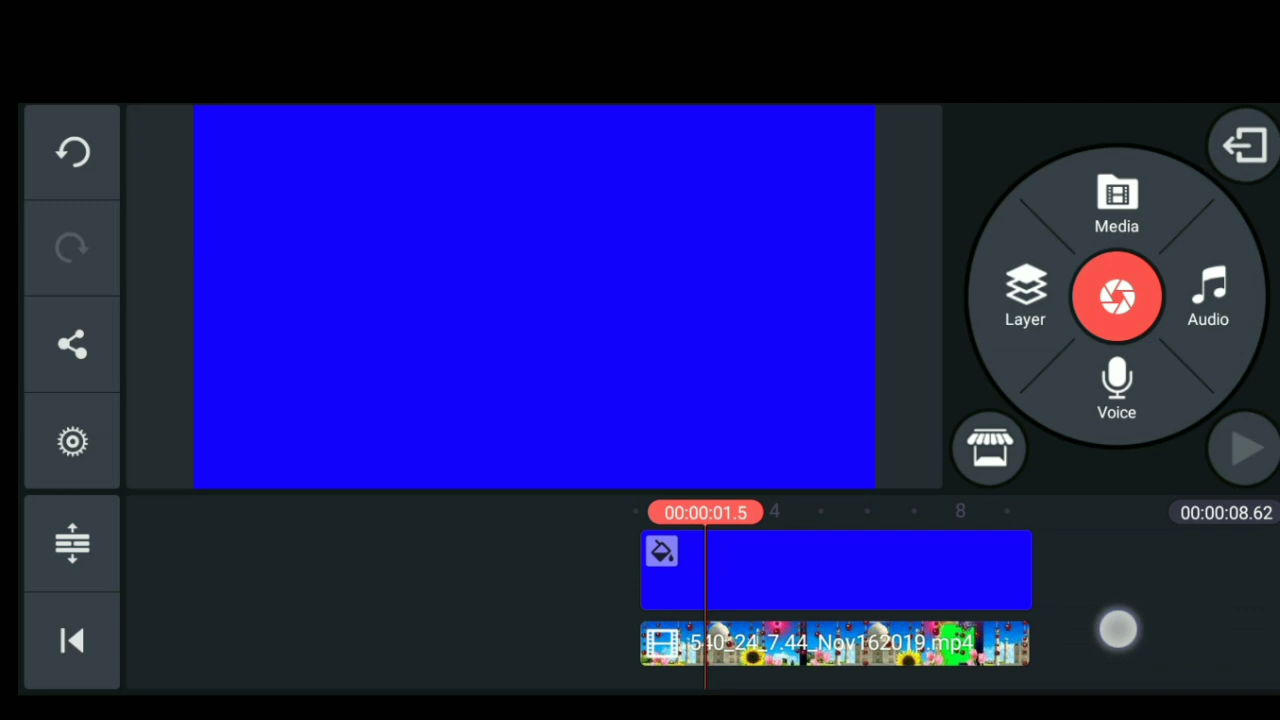 Media
Layer
Audio
Voice
00:00:01.5
4
8
00:00:08.62
540_24_7.44_Nov162019.mp4